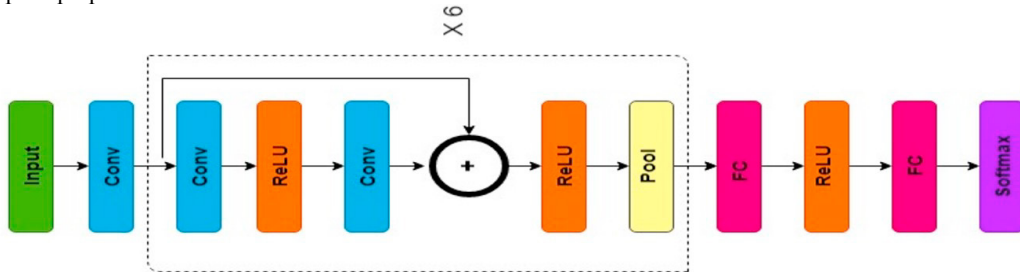 X 6
Input
Conv
Conv
ReLU
Conv
+
ReLU
Pool
FC
ReLU
FC
Softmax